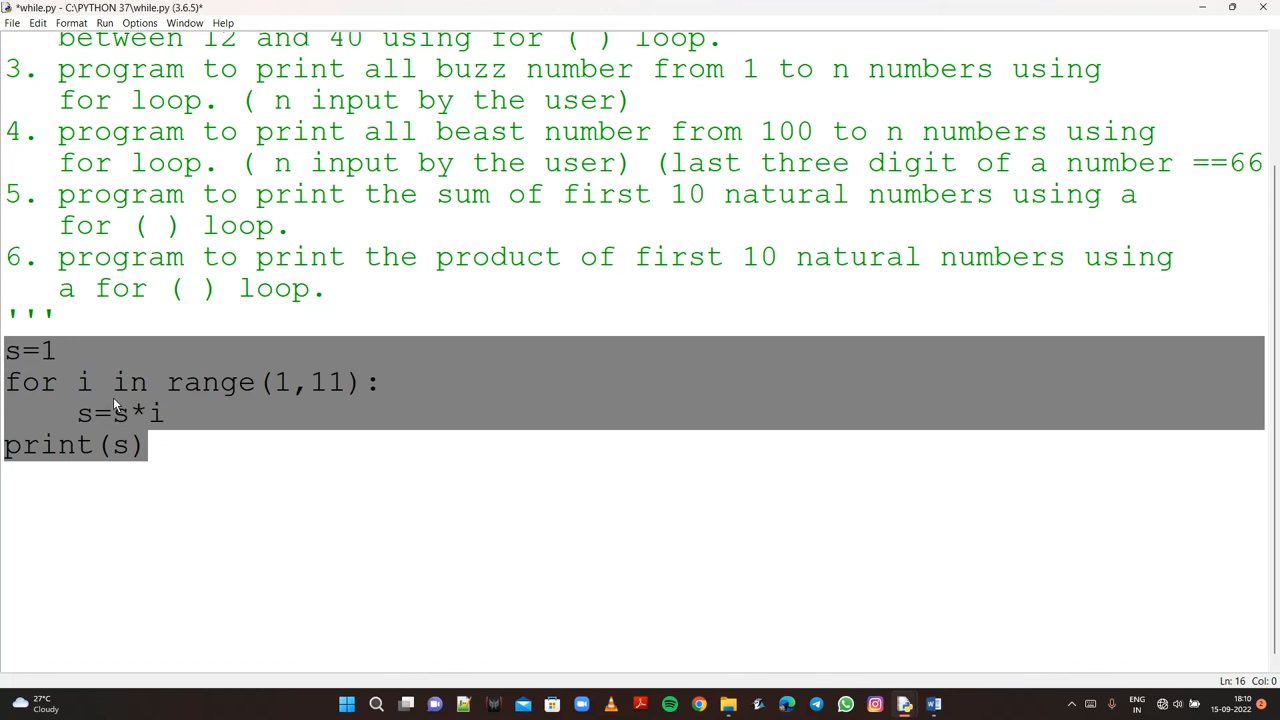 *while.py - C:\PYTHON 37\while.py (3.6.5)*
File Edit Format Run Options Window Help
between 12 and 40 using for ( ) loop.
3. program to print all buzz number from 1 to n numbers using
for loop. ( n input by the user)
4. program to print all beast number from 100 to n numbers using
for loop. ( n input by the user) (last three digit of a number ==66
5. program to print the sum of first 10 natural numbers using a
for ( ) loop.
6. program to print the product of first 10 natural numbers using
a for ( ) loop.
'''
s=1
for i in range(1,11):
s=s*i
print(s)
Ln: 16 Col: 0
27°C
Cloudy
ENG
IN
18:10
15-09-2022
2